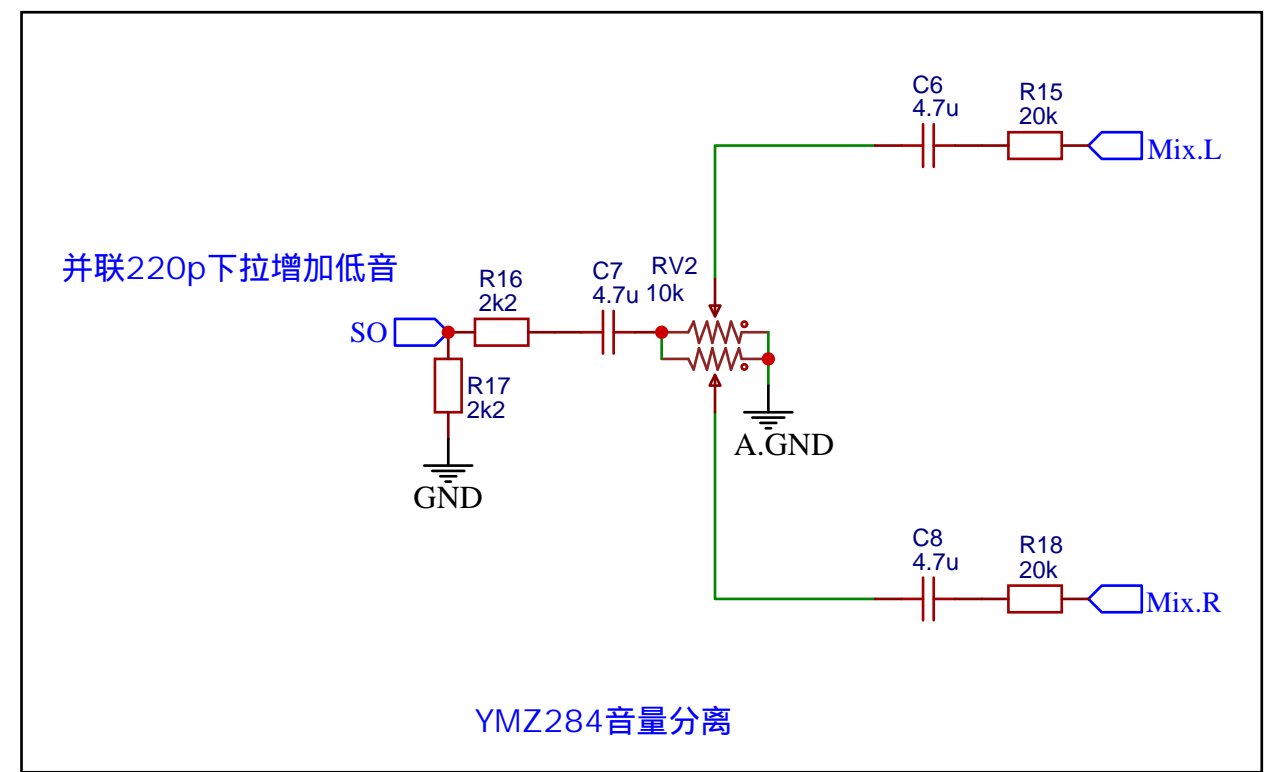 C6
4.7u
R15
20k
Mix.L
并联220p下拉增加低音
R16
2k2
C7
4.7u
RV2
10k
SO
R17
2k2
GND
A.GND
C8
4.7u
R18
20k
Mix.R
YMZ284音量分离